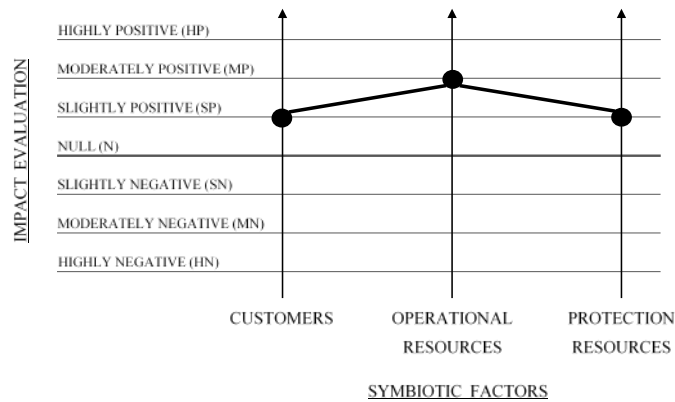 HIGHLY POSITIVE (HP)
MODERATELY POSITIVE (MP)
SLIGHTLY POSITIVE (SP)
NULL (N)
SLIGHTLY NEGATIVE (SN)
MODERATELY NEGATIVE (MN)
HIGHLY NEGATIVE (HN)
IMPACT EVALUATION
CUSTOMERS
OPERATIONAL
RESOURCES
PROTECTION
RESOURCES
SYMBIOTIC FACTORS